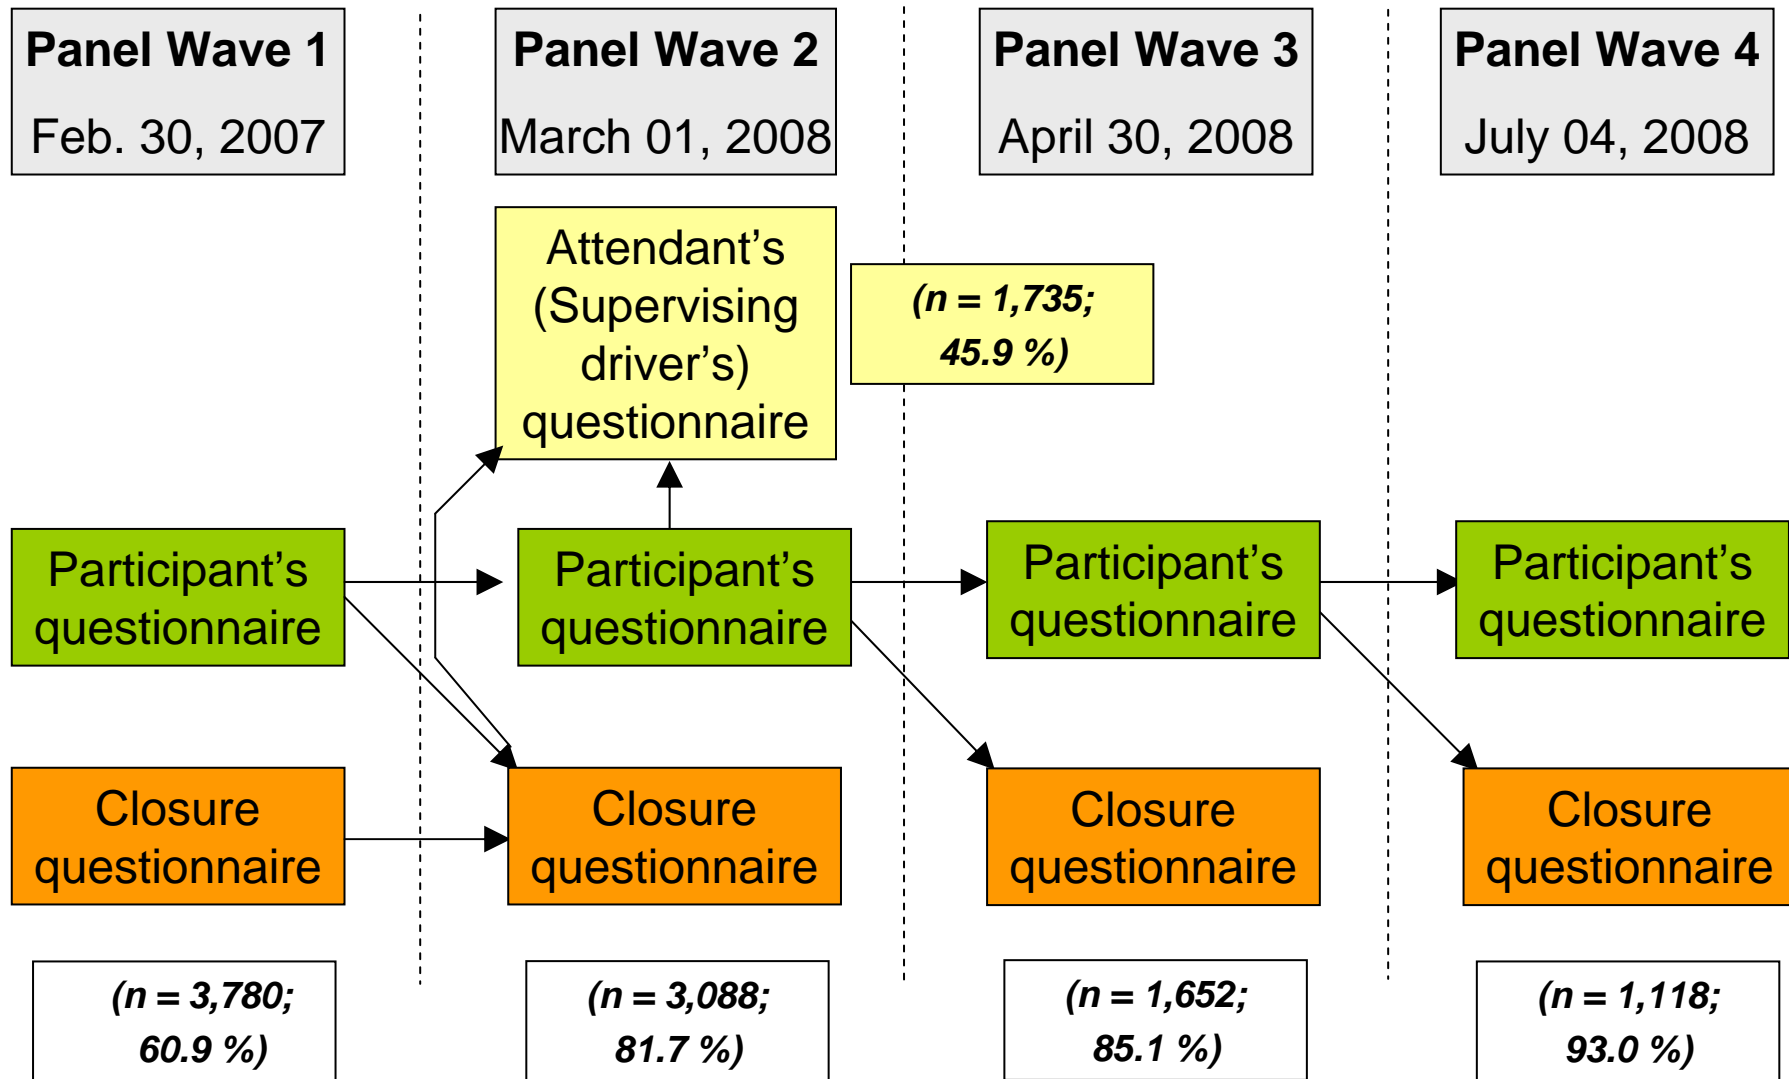 Panel Wave 1
Feb. 30, 2007
Panel Wave 2
March 01, 2008
Panel Wave 3
April 30, 2008
Panel Wave 4
July 04, 2008
Attendant’s
(Supervising
driver’s)
questionnaire
(n = 1,735;
45.9 %)
Participant’s
questionnaire
Participant’s
questionnaire
Participant’s
questionnaire
Participant’s
questionnaire
Closure
questionnaire
Closure
questionnaire
Closure
questionnaire
Closure
questionnaire
(n = 3,780;
60.9 %)
(n = 3,088;
81.7 %)
(n = 1,652;
85.1 %)
(n = 1,118;
93.0 %)